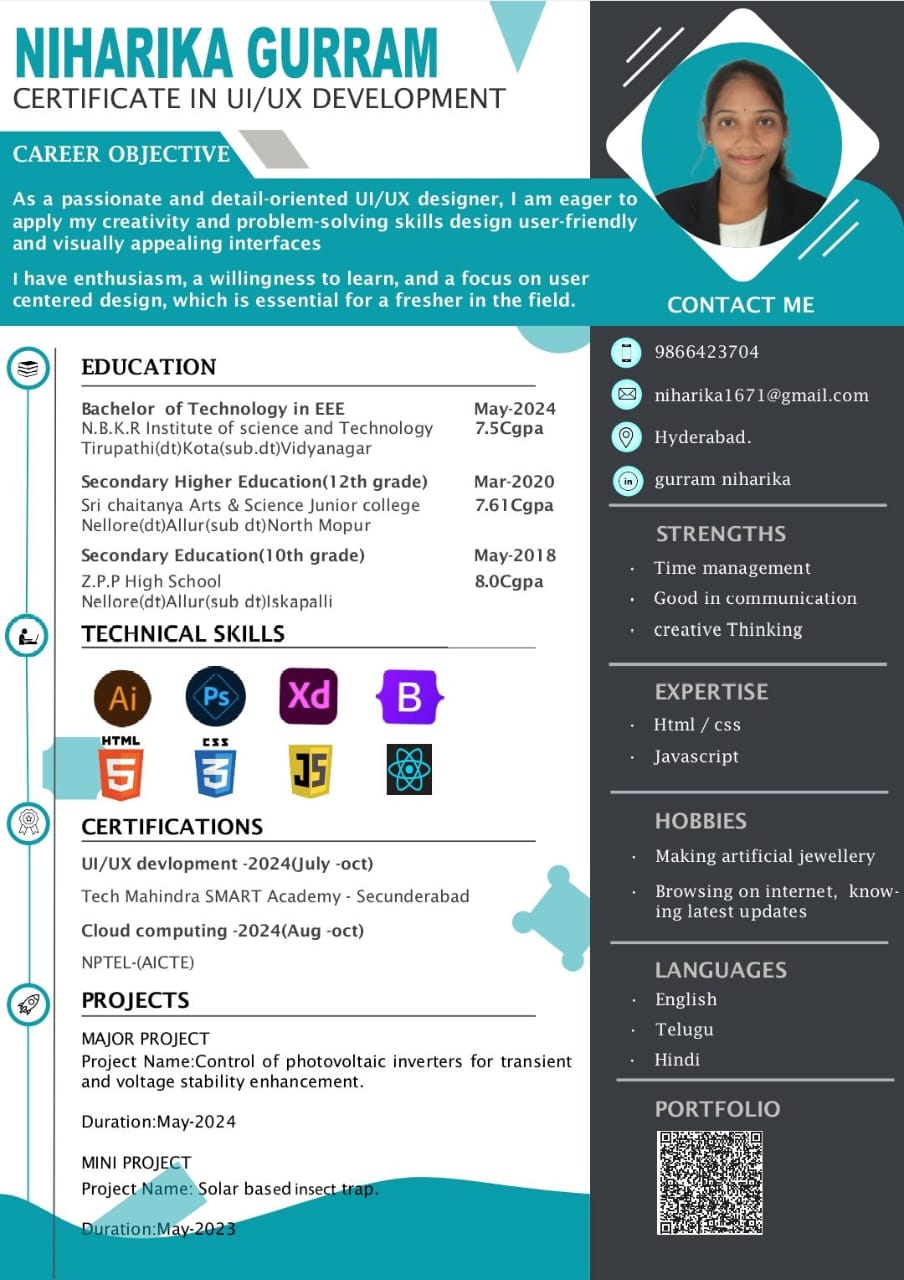 NIHARIKA GURRAM
CERTIFICATE IN UI/UX DEVELOPMENT
CAREER OBJECTIVE
As a passionate and detail-oriented UI/UX designer, I am eager to
apply my creativity and problem-solving skills design user-friendly
and visually appealing interfaces
I have enthusiasm, a willingness to learn, and a focus on user
centered design, which is essential for a fresher in the field.
EDUCATION
Bachelor of Technology in EEE May-2024
N.B.K.R Institute of science and Technology 7.5Cgpa
Tirupathi(dt)Kota(sub.dt)Vidyanagar
Secondary Higher Education(12th grade) Mar-2020
Sri chaitanya Arts & Science Junior college 7.61Cgpa
Nellore(dt)Allur(sub dt)North Mopur
Secondary Education(10th grade) May-2018
Z.P.P High School 8.0Cgpa
Nellore(dt)Allur(sub dt)Iskapalli
TECHNICAL SKILLS
Ai Ps Xd B
HTML CSS
5 3 JS
CERTIFICATIONS
UI/UX devlopment -2024(July -oct)
Tech Mahindra SMART Academy - Secunderabad
Cloud computing -2024(Aug -oct)
NPTEL-(AICTE)
PROJECTS
MAJOR PROJECT
Project Name:Control of photovoltaic inverters for transient
and voltage stability enhancement.
Duration:May-2024
MINI PROJECT
Project Name: Solar based insect trap.
Duration:May-2023
CONTACT ME
9866423704
niharika1671@gmail.com
Hyderabad.
in gurram niharika
STRENGTHS
· Time management
· Good in communication
· creative Thinking
EXPERTISE
· Html / css
· Javascript
HOBBIES
· Making artificial jewellery
· Browsing on internet, know-
ing latest updates
LANGUAGES
· English
· Telugu
· Hindi
PORTFOLIO